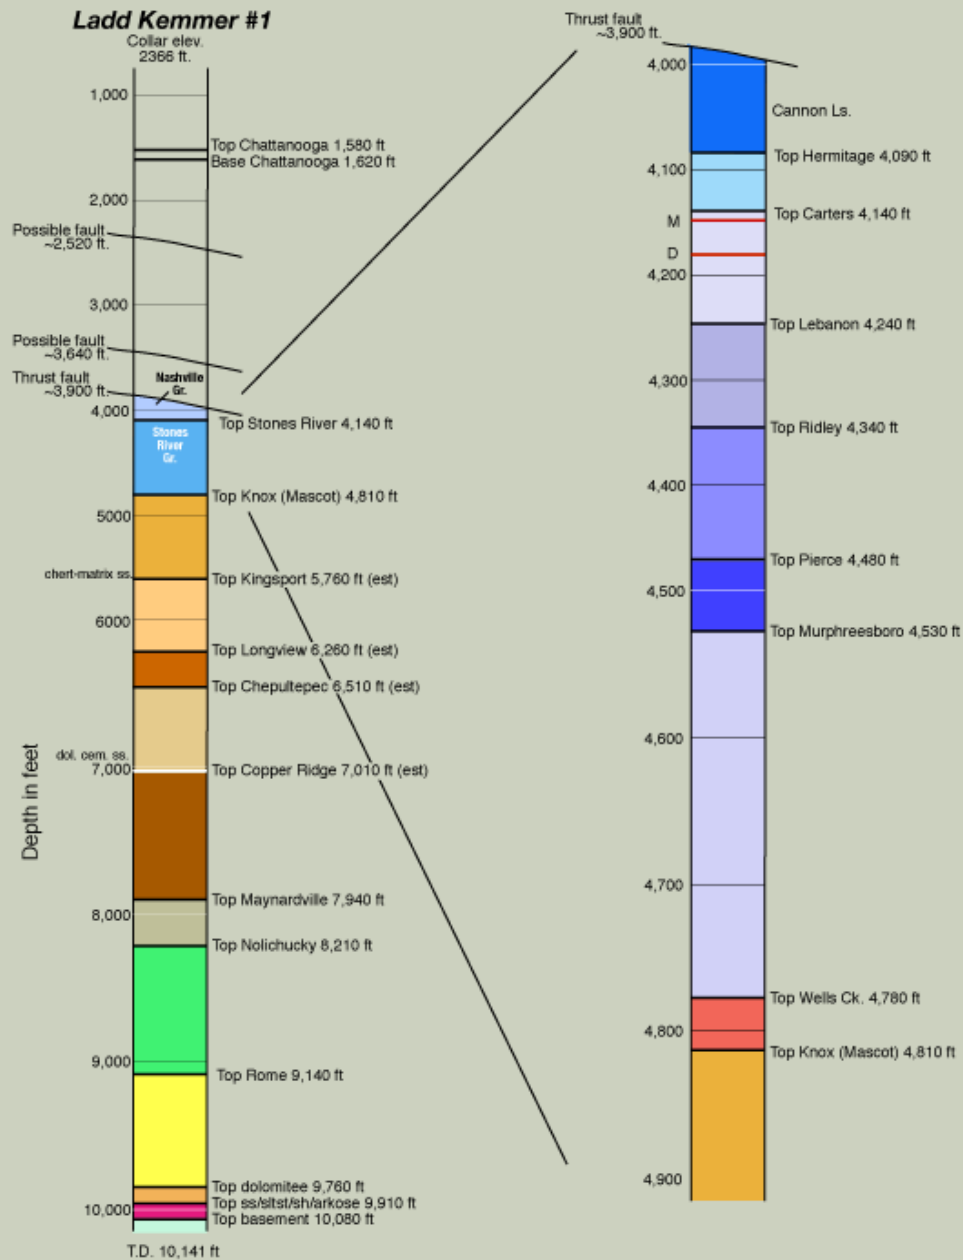 Ladd Kemmer #1
Collar elev.
2366 ft.
1,000
Top Chattanooga 1,580 ft
Base Chattanooga 1,620 ft
2,000
Possible fault
~2,520 ft.
3,000
Possible fault
~3,640 ft.
Thrust fault
~3,900 ft.
Nashville
Gr.
4,000
Top Stones River 4,140 ft
Stones
River
Gr.
Top Knox (Mascot) 4,810 ft
5000
chert-matrix ss.
Top Kingsport 5,760 ft (est)
6000
Top Longview 6,260 ft (est)
Top Chepultepec 6,510 ft (est)
dol. cem. ss.
7,000
Top Copper Ridge 7,010 ft (est)
Depth in feet
Top Maynardville 7,940 ft
8,000
Top Nolichucky 8,210 ft
9,000
Top Rome 9,140 ft
Top dolomitee 9,760 ft
Top ss/sltst/sh/arkose 9,910 ft
10,000
Top basement 10,080 ft
T.D. 10,141 ft
Thrust fault
~3,900 ft.
4,000
Cannon Ls.
Top Hermitage 4,090 ft
4,100
Top Carters 4,140 ft
M
D
4,200
Top Lebanon 4,240 ft
4,300
Top Ridley 4,340 ft
4,400
Top Pierce 4,480 ft
4,500
Top Murphreesboro 4,530 ft
4,600
4,700
Top Wells Ck. 4,780 ft
4,800
Top Knox (Mascot) 4,810 ft
4,900